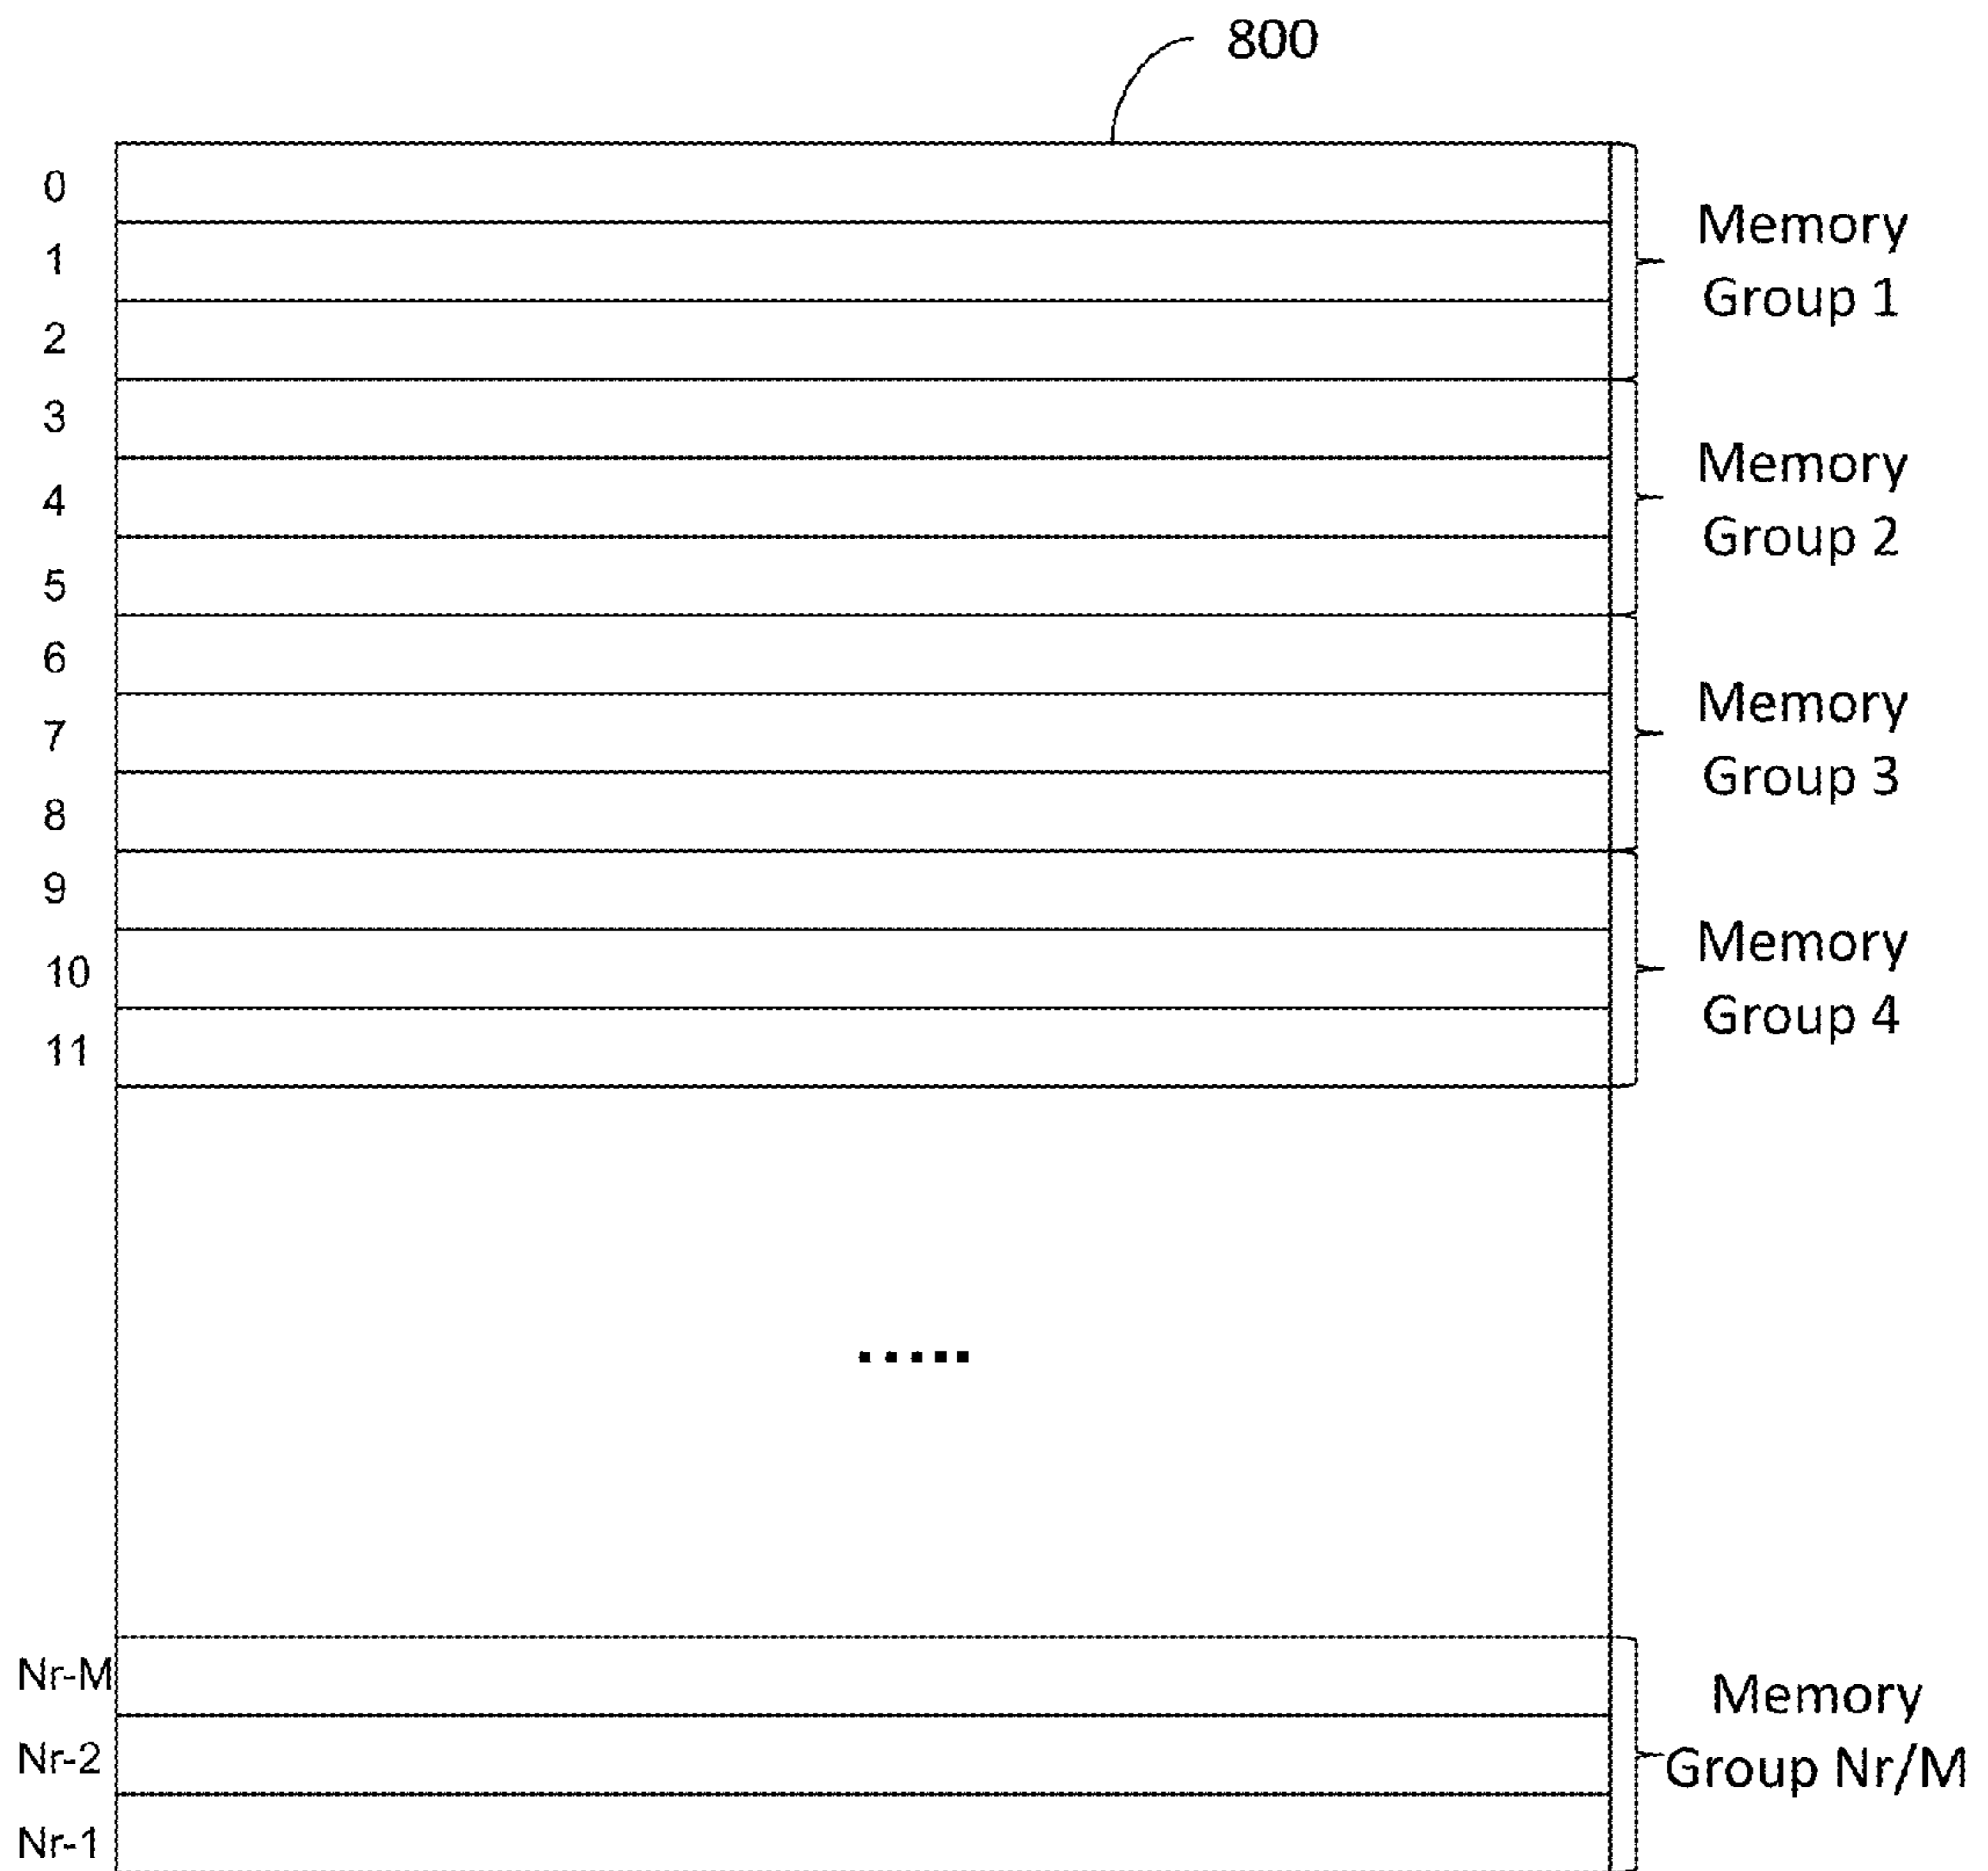 800
0
1
2
Memory
Group 1
3
4
5
Memory
Group 2
6
7
8
Memory
Group 3
9
10
11
Memory
Group 4
.....
Nr-M
Nr-2
Nr-1
Memory
Group Nr/M